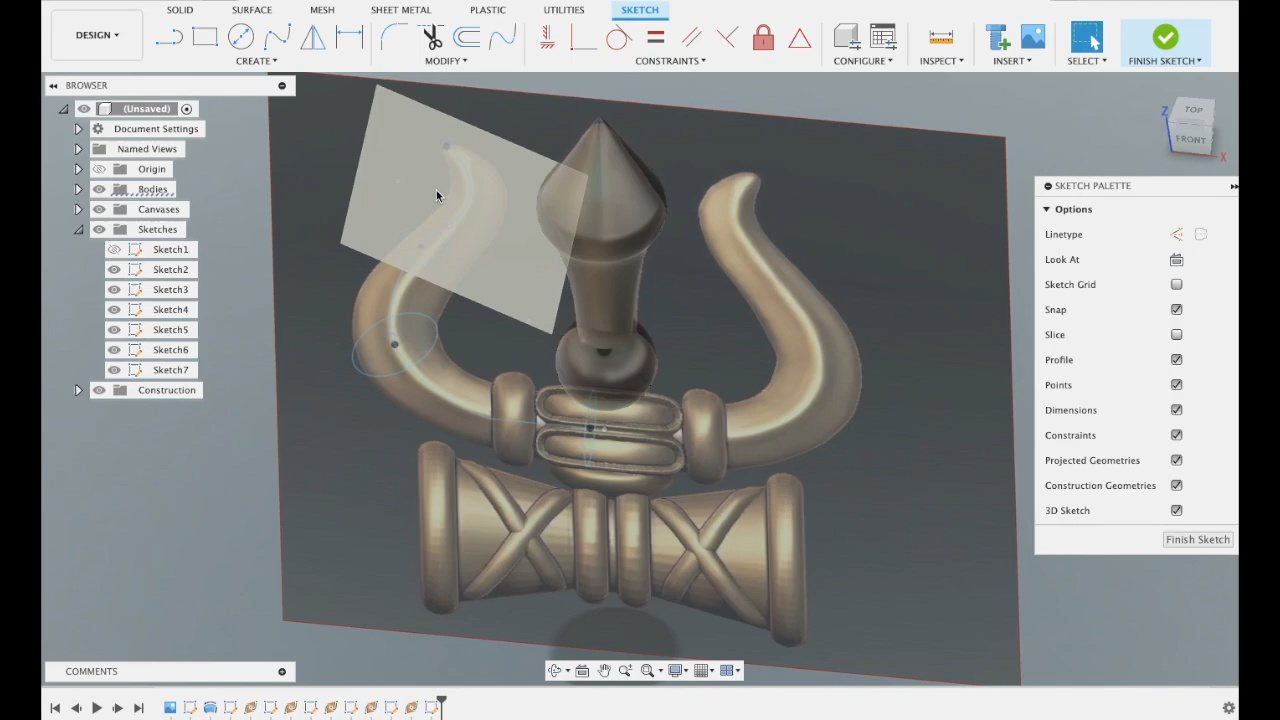 SOLID SURFACE MESH SHEET METAL PLASTIC UTILITIES SKETCH
DESIGN
CREATE MODIFY CONSTRAINTS CONFIGURE INSPECT INSERT SELECT FINISH SKETCH
BROWSER
(Unsaved)
Document Settings
Named Views
Origin
Bodies
Canvases
Sketches
Sketch1
Sketch2
Sketch3
Sketch4
Sketch5
Sketch6
Sketch7
Construction
TOP
FRONT
Z
X
SKETCH PALETTE
Options
Linetype
Look At
Sketch Grid
Snap
Slice
Profile
Points
Dimensions
Constraints
Projected Geometries
Construction Geometries
3D Sketch
Finish Sketch
COMMENTS